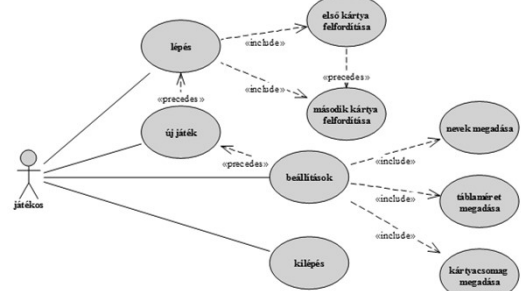 első kártya
felfordítása
lépés
«include»
«precedes»
«include»
«precedes»
második kártya
felfordítása
új játék
nevek megadása
«precedes»
«include»
beállítások
játékos
«include»
táblaméret
megadása
«include»
kilépés
kártyacsomag
megadása